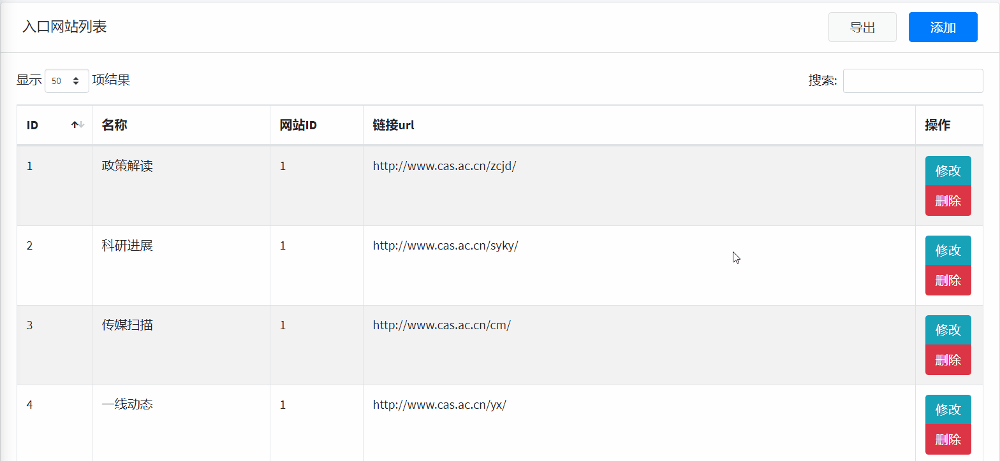 入口网站列表 导出 添加
显示 50 项结果 搜索:
ID 名称 网站ID 链接url 操作
1 政策解读 1 http://www.cas.ac.cn/zcjd/ 修改
删除
2 科研进展 1 http://www.cas.ac.cn/syky/ 修改
删除
3 传媒扫描 1 http://www.cas.ac.cn/cm/ 修改
删除
4 一线动态 1 http://www.cas.ac.cn/yx/ 修改
删除